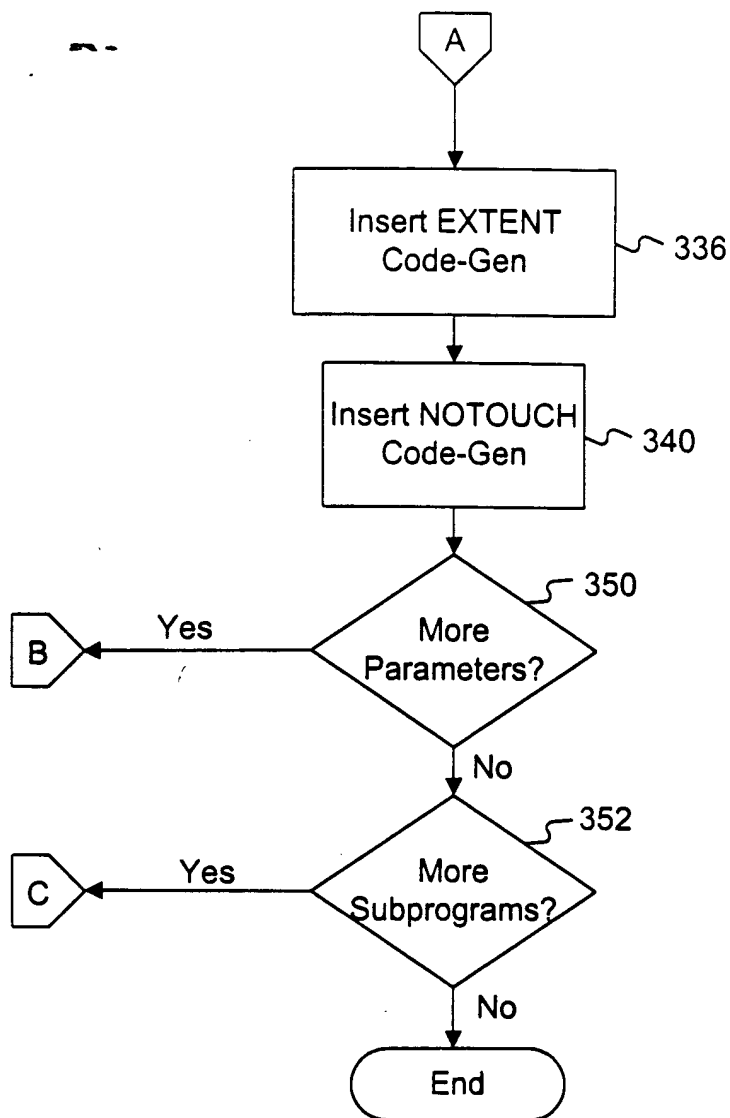 A
Insert EXTENT
Code-Gen
336
Insert NOTOUCH
Code-Gen
340
350
More
Parameters?
Yes
B
No
352
More
Subprograms?
Yes
C
No
End